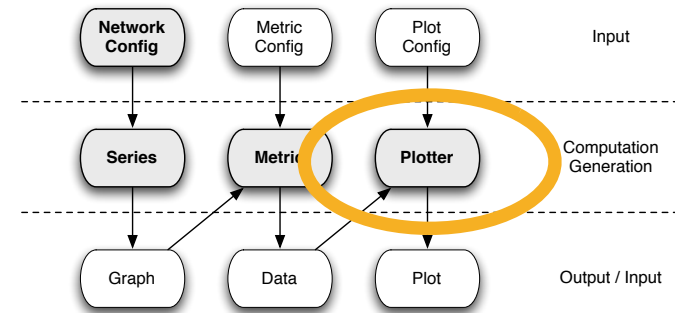 Network
Config
Metric
Config
Plot
Config
Input
Series
Metric
Plotter
Computation
Generation
Graph
Data
Plot
Output / Input